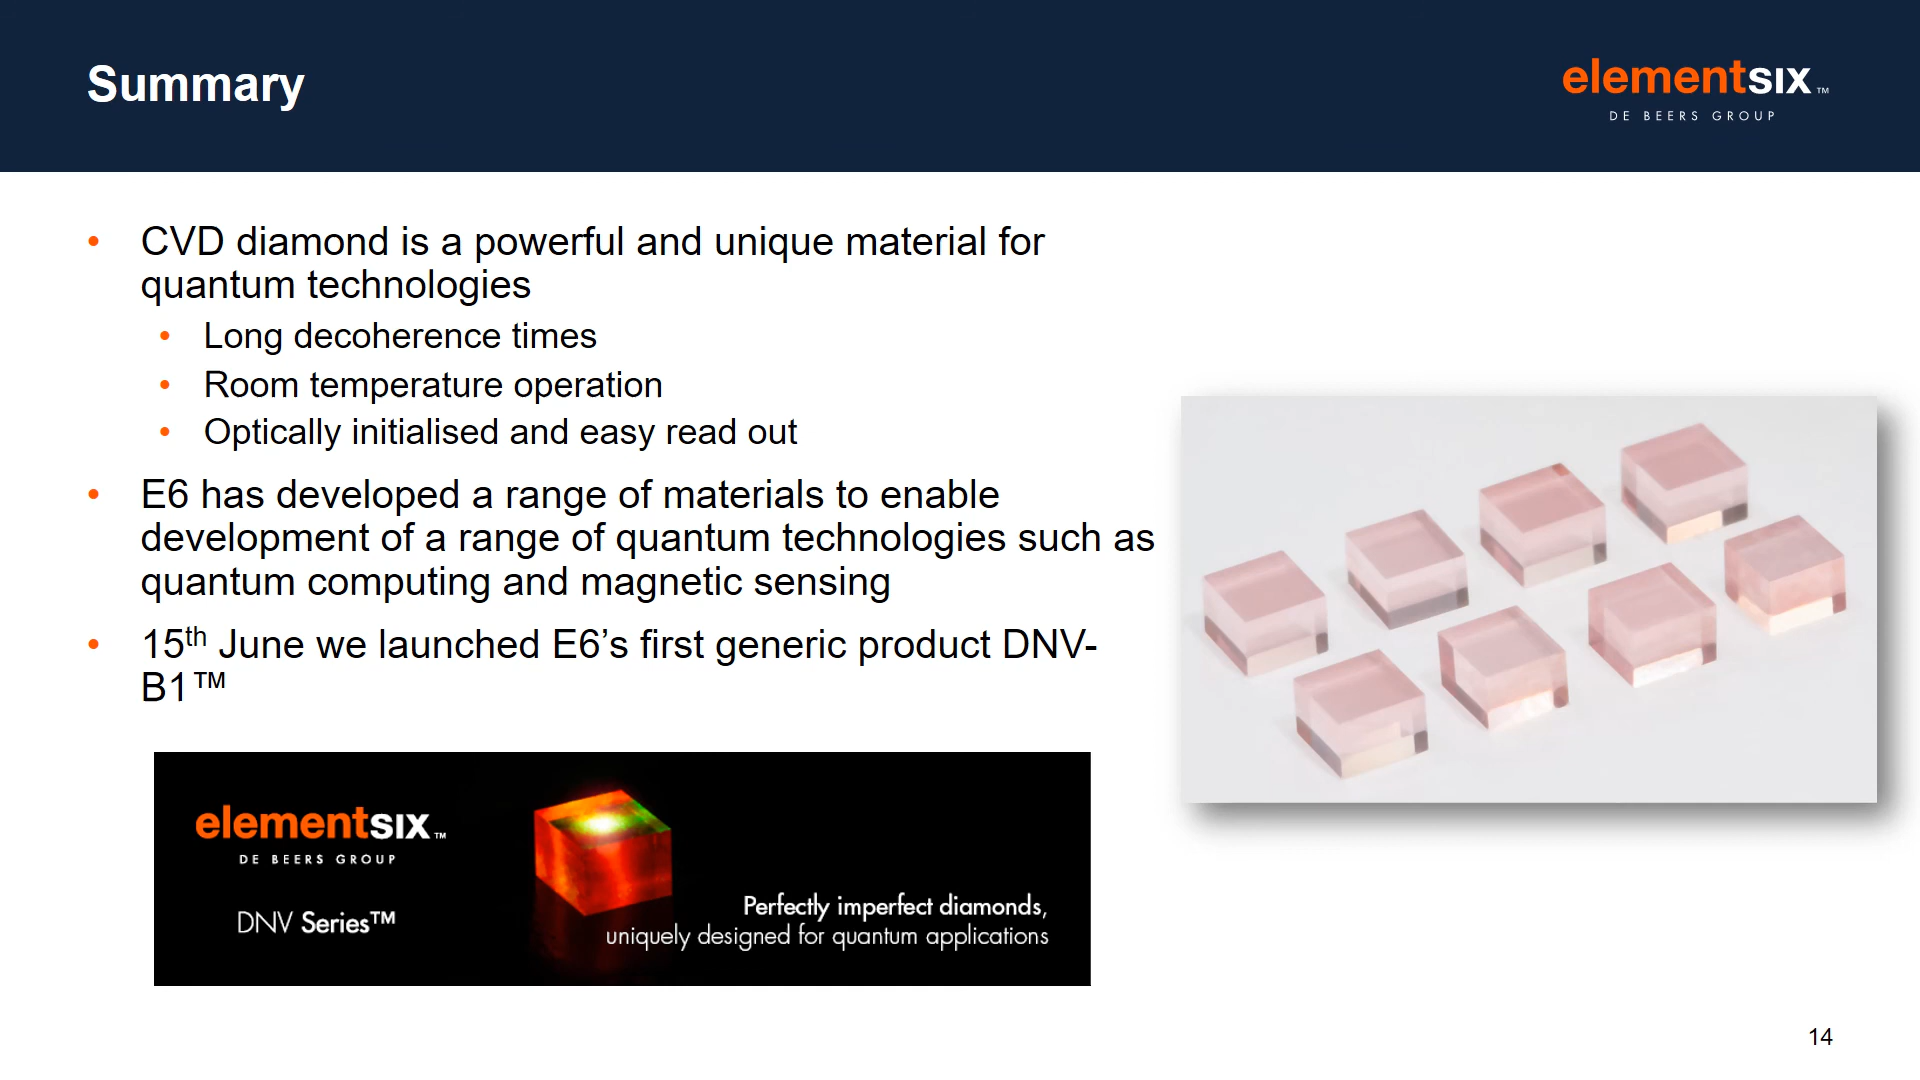 Summary
elementsix™
DE BEERS GROUP
• CVD diamond is a powerful and unique material for
quantum technologies
• Long decoherence times
• Room temperature operation
• Optically initialised and easy read out
• E6 has developed a range of materials to enable
development of a range of quantum technologies such as
quantum computing and magnetic sensing
• 15th June we launched E6’s first generic product DNV-
B1™
elementsix™
DE BEERS GROUP
DNV Series™
Perfectly imperfect diamonds,
uniquely designed for quantum applications
14